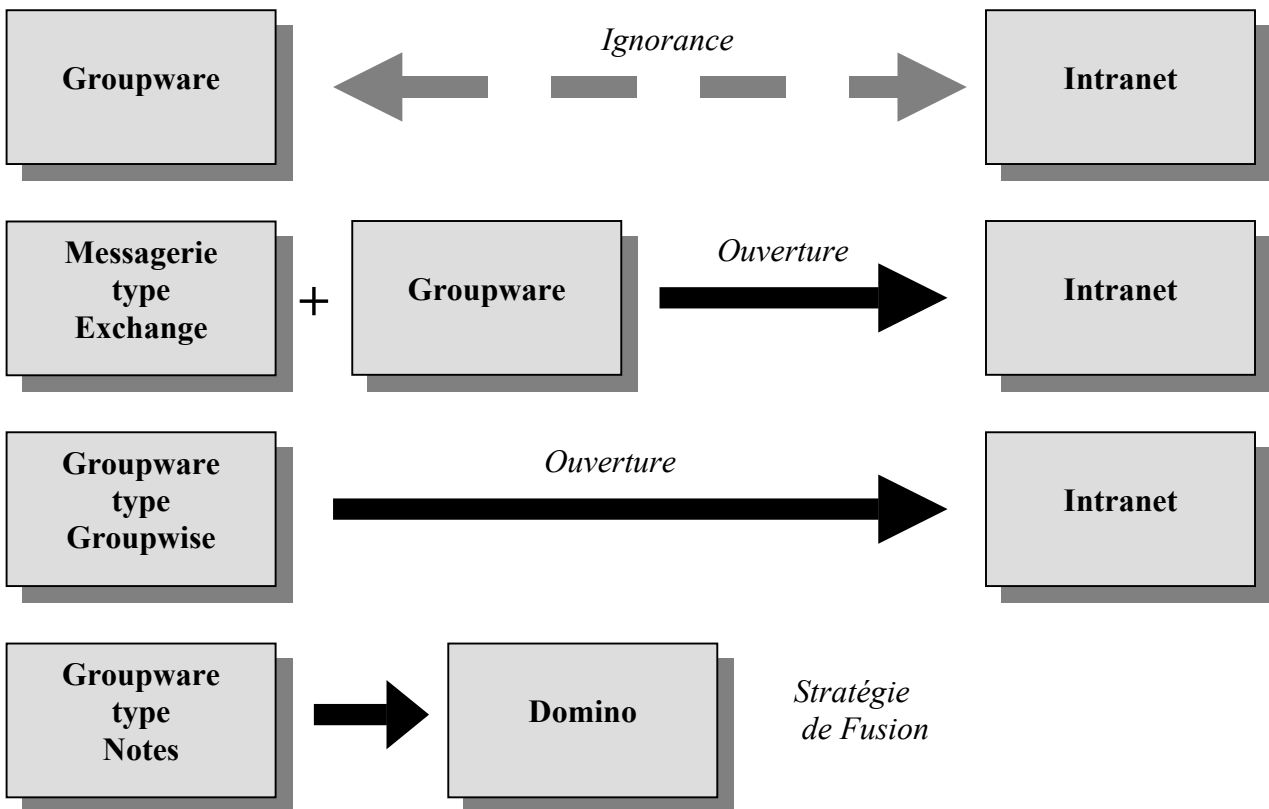 Ignorance
Groupware
Intranet
Messagerie
type
Exchange
+
Groupware
Ouverture
Intranet
Groupware
type
Groupwise
Ouverture
Intranet
Groupware
type
Notes
Domino
Stratégie
de Fusion